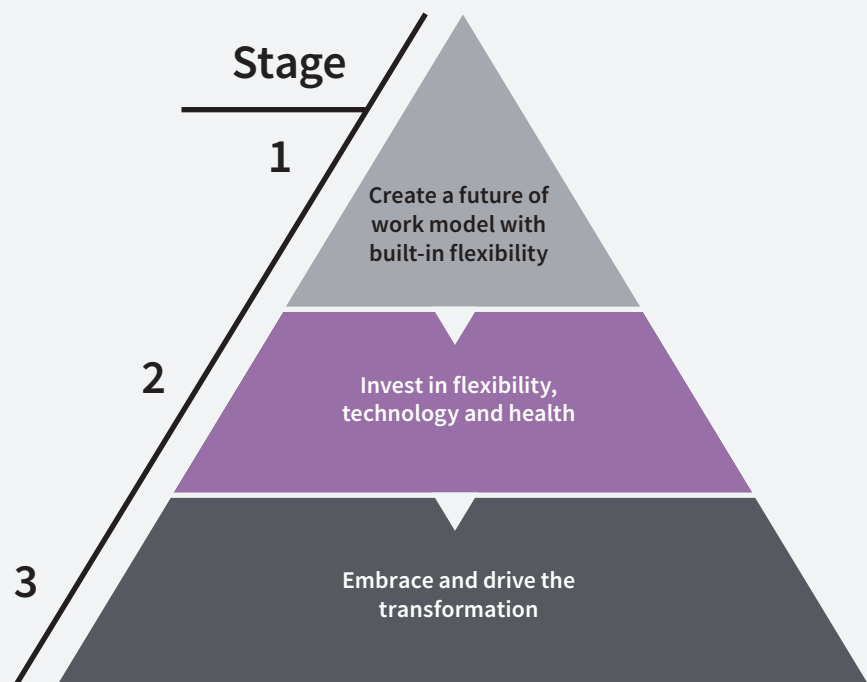 Stage
1
Create a future of
work model with
built-in flexibility
2
Invest in flexibility,
technology and health
3
Embrace and drive the
transformation